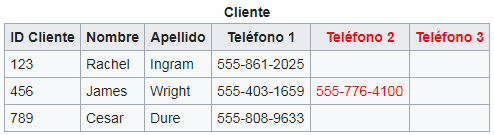 Cliente
ID Cliente Nombre Apellido Teléfono 1 Teléfono 2 Teléfono 3
123 Rachel Ingram 555-861-2025
456 James Wright 555-403-1659 555-776-4100
789 Cesar Dure 555-808-9633